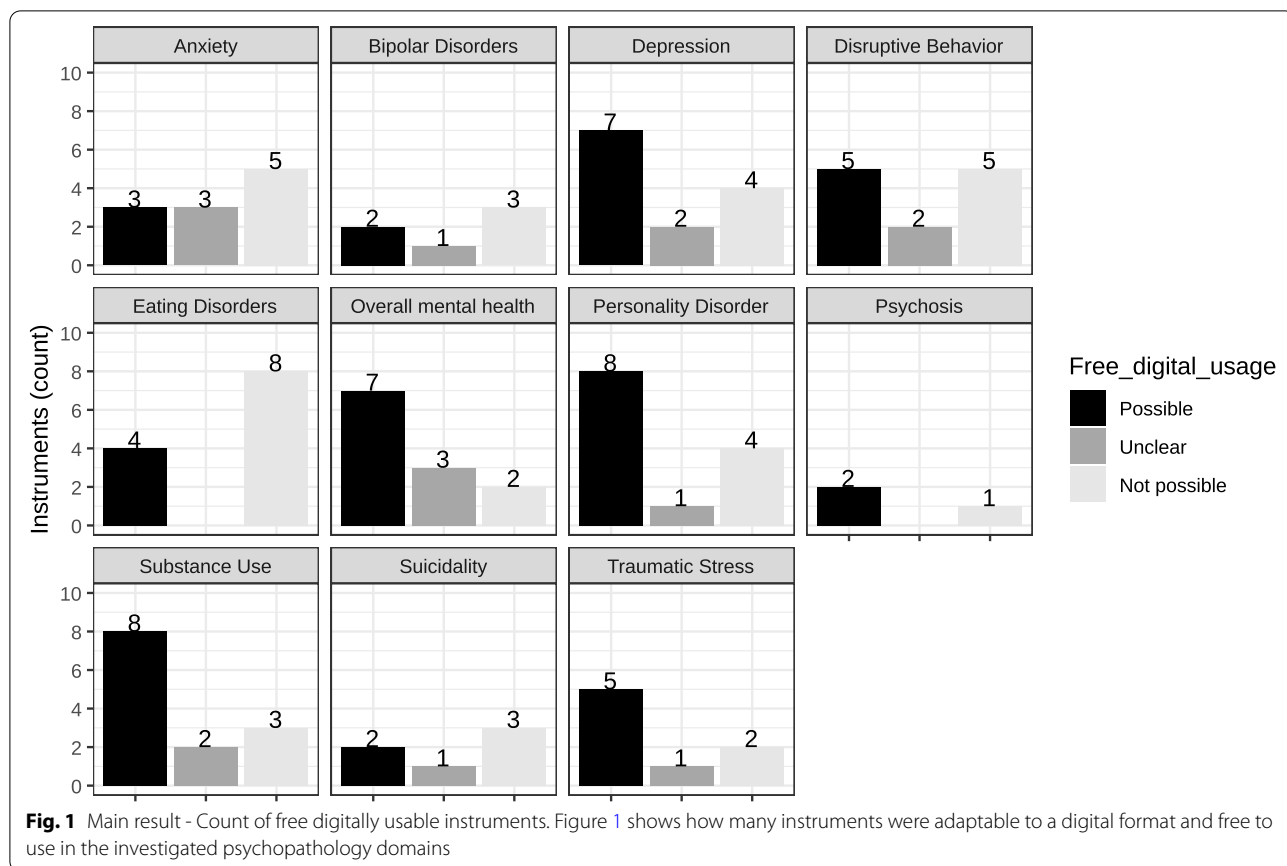 Anxiety Bipolar Disorders Depression Disruptive Behavior
10
8
6
4
2
0
3 3 5
2 1 3
7 2 4
5 2 5
Eating Disorders Overall mental health Personality Disorder Psychosis
Instruments (count)
10
8
6
4
2
0
4 8
7 3 2
8 1 4
2 1
Substance Use Suicidality Traumatic Stress
10
8
6
4
2
0
8 2 3
2 1 3
5 1 2
Free_digital_usage
Possible
Unclear
Not possible
Fig. 1 Main result - Count of free digitally usable instruments. Figure 1 shows how many instruments were adaptable to a digital format and free to
use in the investigated psychopathology domains